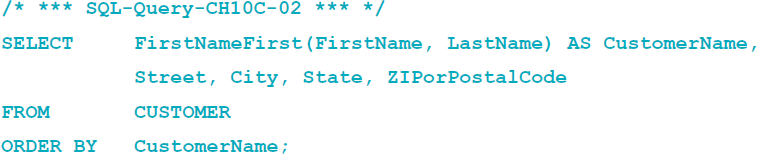 /* *** SQL-Query-CH10C-02 *** */
SELECT FirstNameFirst(FirstName, LastName) AS CustomerName,
Street, City, State, ZIPorPostalCode
FROM CUSTOMER
ORDER BY CustomerName;